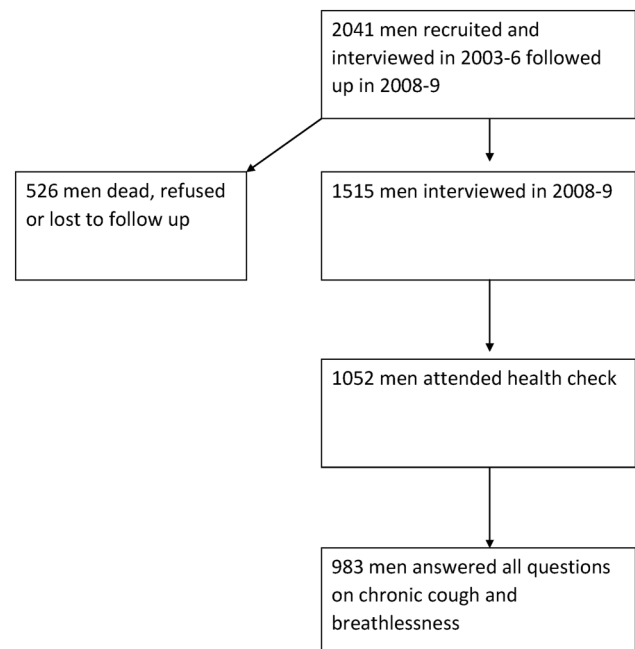 2041 men recruited and
interviewed in 2003-6 followed
up in 2008-9
526 men dead, refused
or lost to follow up
1515 men interviewed in 2008-9
1052 men attended health check
983 men answered all questions
on chronic cough and
breathlessness